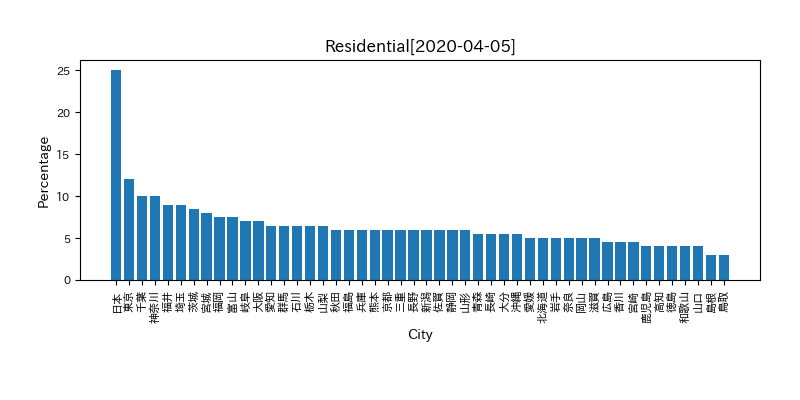 Residential[2020-04-05]
Percentage
25
20
15
10
5
0
日本 東京 千葉 神奈川 福井 埼玉 茨城 宮城 福岡 富山 岐阜 大阪 愛知 群馬 石川 栃木 山梨 秋田 福島 兵庫 熊本 京都 三重 長野 新潟 佐賀 静岡 山形 青森 長崎 大分 沖縄 愛媛 北海道 岩手 奈良 岡山 滋賀 広島 香川 宮崎 鹿児島 高知 徳島 和歌山 山口 島根 鳥取
City